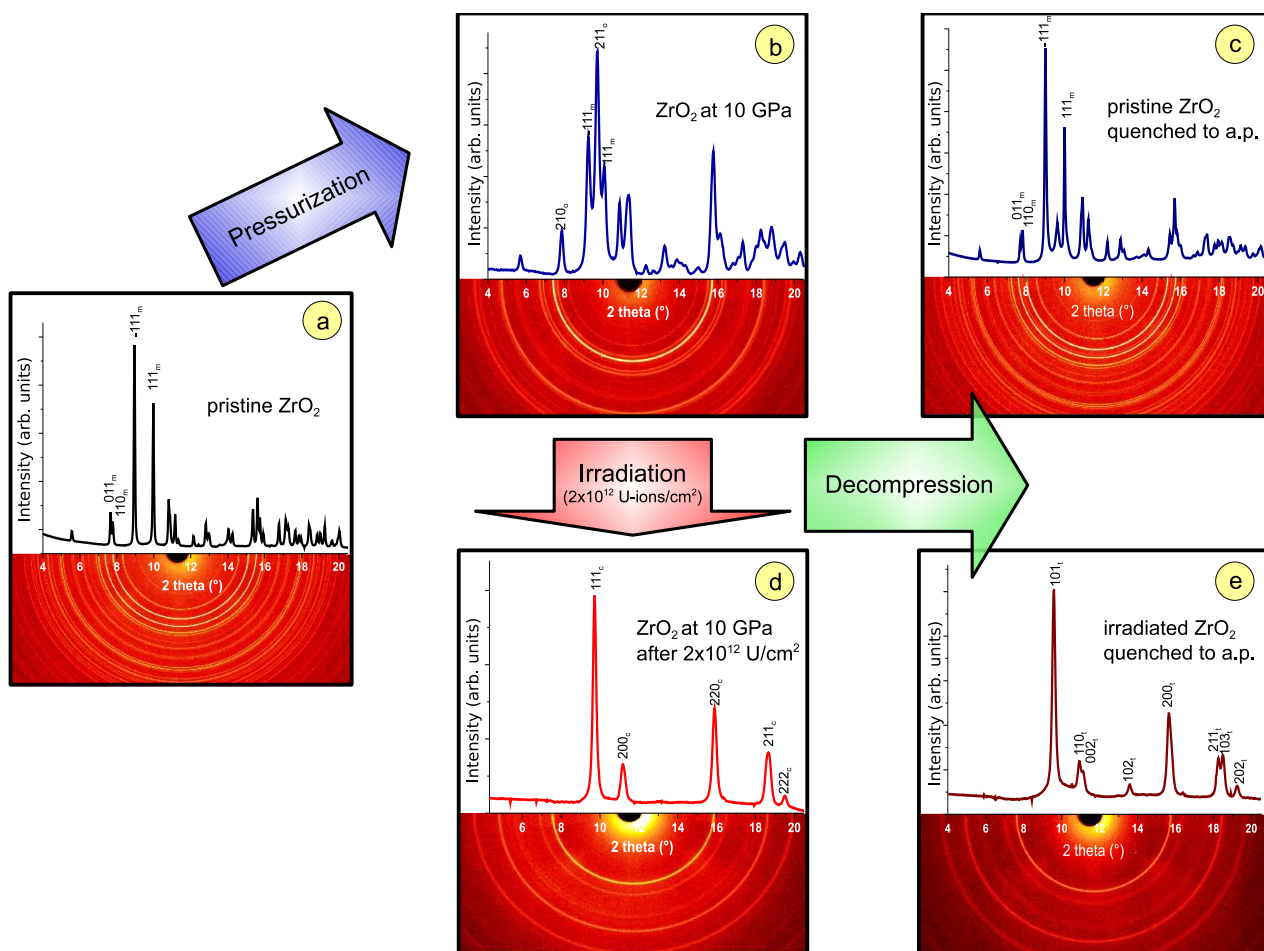 Pressurization
a
Intensity (arb. units)
011ₘ
110ₘ
-111ₘ
111ₘ
pristine ZrO₂
4 6 8 10 12 14 16 18 20
2 theta (°)
b
Intensity (arb. units)
210ₒ
-111ₘ
211ₒ
111ₘ
ZrO₂ at 10 GPa
4 6 8 10 12 14 16 18 20
2 theta (°)
c
Intensity (arb. units)
011ₘ
110ₘ
-111ₘ
111ₘ
pristine ZrO₂
quenched to a.p.
4 6 8 10 12 14 16 18 20
2 theta (°)
Irradiation
(2x10¹² U-ions/cm²)
Decompression
d
Intensity (arb. units)
111c
200c
220c
211c
222c
ZrO₂ at 10 GPa
after 2x10¹² U/cm²
6 8 10 12 14 16 18 20
2 theta (°)
e
Intensity (arb. units)
101ₜ
110ₜ
002ₜ
102ₜ
200ₜ
211ₜ
103ₜ
202ₜ
irradiated ZrO₂
quenched to a.p.
4 6 8 10 12 14 16 18 20
2 theta (°)